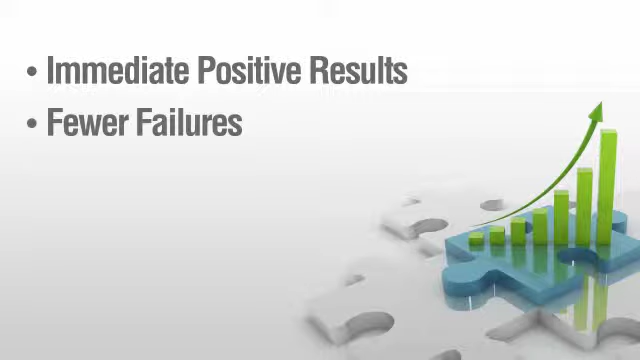 • Immediate Positive Results
• Fewer Failures